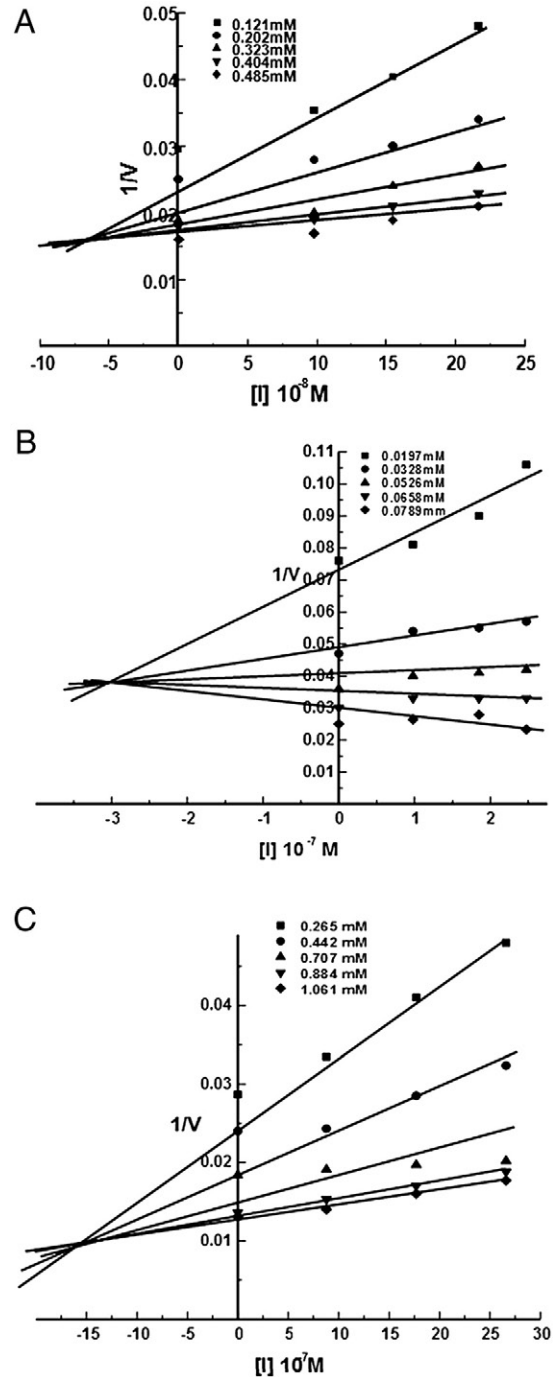 A
0.05
0.121mM
0.202mM
0.323mM
0.404mM
0.485mM
0.04
0.03
1/V
0.02
0.01
-10 -5 0 5 10 15 20 25
[I] 10⁻⁸M
B
0.11
0.0197mM
0.0328mM
0.0526mM
0.0658mM
0.0789mm
0.10
0.09
0.08
1/V
0.07
0.06
0.05
0.04
0.03
0.02
0.01
-3 -2 -1 0 1 2
[I] 10⁻⁷ M
C
0.265 mM
0.442 mM
0.707 mM
0.884 mM
1.061 mM
0.04
0.03
1/V
0.02
0.01
-15 -10 -5 0 5 10 15 20 25 30
[I] 10⁻⁷M